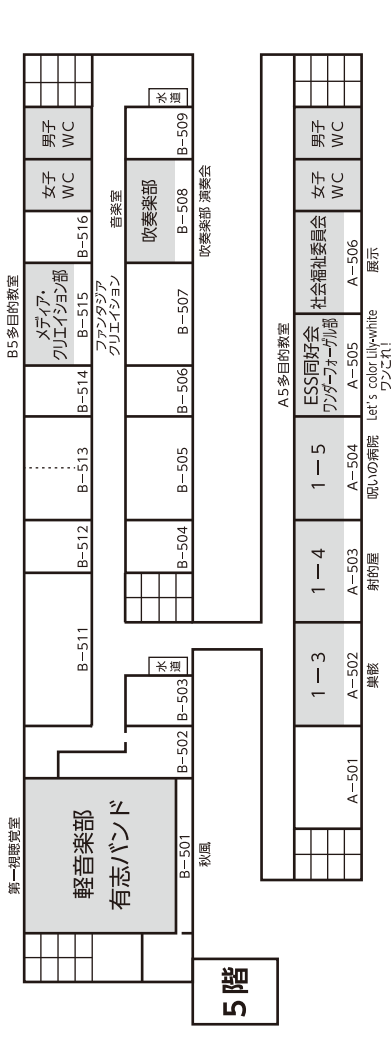 5階
第一視聴覚室
軽音楽部
有志バンド
B-501
秋風
B-502
B-503
水道
B-511
B-512
B-513
B-514
B5多目的教室
メディア・
クリエイション部
B-515
ファンタジア
クリエイション
B-516
女子
WC
男子
WC
B-504
B-505
B-506
B-507
音楽室
吹奏楽部
B-508
吹奏楽部 演奏会
B-509
水道
A-501
1-3
A-502
巣骸
1-4
A-503
射的屋
1-5
A-504
呪いの病院
A5多目的教室
ESS同好会
ワンダーフォーゲル部
A-505
Let's color Lily-white
ワンこれ!
社会福祉委員会
A-506
展示
女子
WC
男子
WC